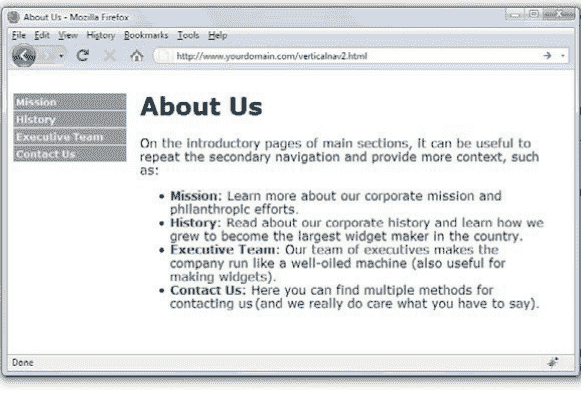 About Us - Mozilla Firefox
File Edit View History Bookmarks Tools Help
http://www.yourdomain.com/verticalnav2.html
Mission
History
Executive Team
Contact Us
About Us
On the introductory pages of main sections, it can be useful to
repeat the secondary navigation and provide more context, such
as:
• Mission: Learn more about our corporate mission and
philanthropic efforts.
• History: Read about our corporate history and learn how we
grew to become the largest widget maker in the country.
• Executive Team: Our team of executives makes the
company run like a well-oiled machine (also useful for
making widgets).
• Contact Us: Here you can find multiple methods for
contacting us (and we really do care what you have to say).
Done